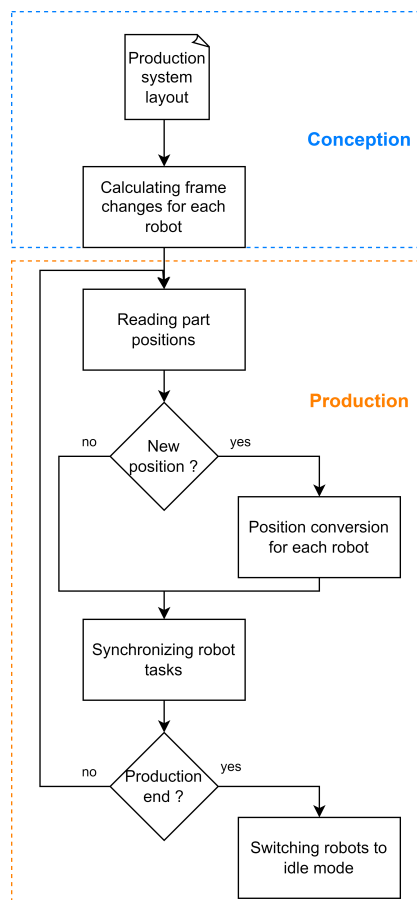 Production
system
layout
Conception
Calculating frame
changes for each
robot
Reading part
positions
Production
no
New
position ?
yes
Position conversion
for each robot
Synchronizing robot
tasks
no
Production
end ?
yes
Switching robots to
idle mode